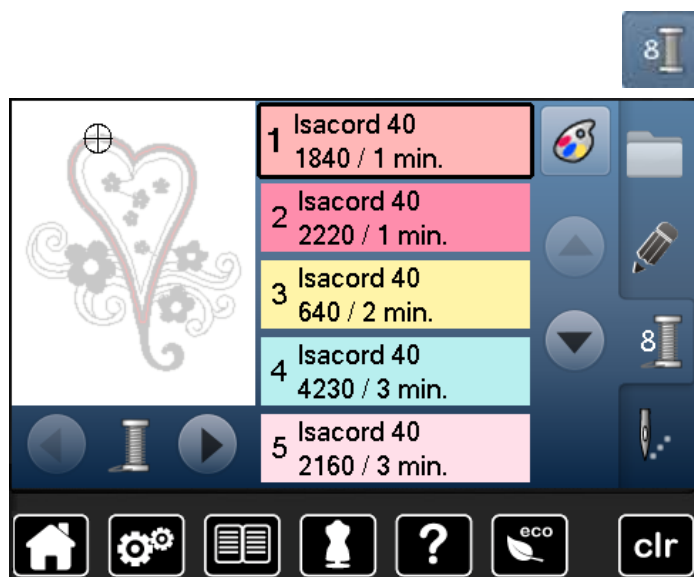 8
1 Isacord 40
1840 / 1 min.
2 Isacord 40
2220 / 1 min.
3 Isacord 40
640 / 2 min.
4 Isacord 40
4230 / 3 min.
5 Isacord 40
2160 / 3 min.
8
?
eco
clr